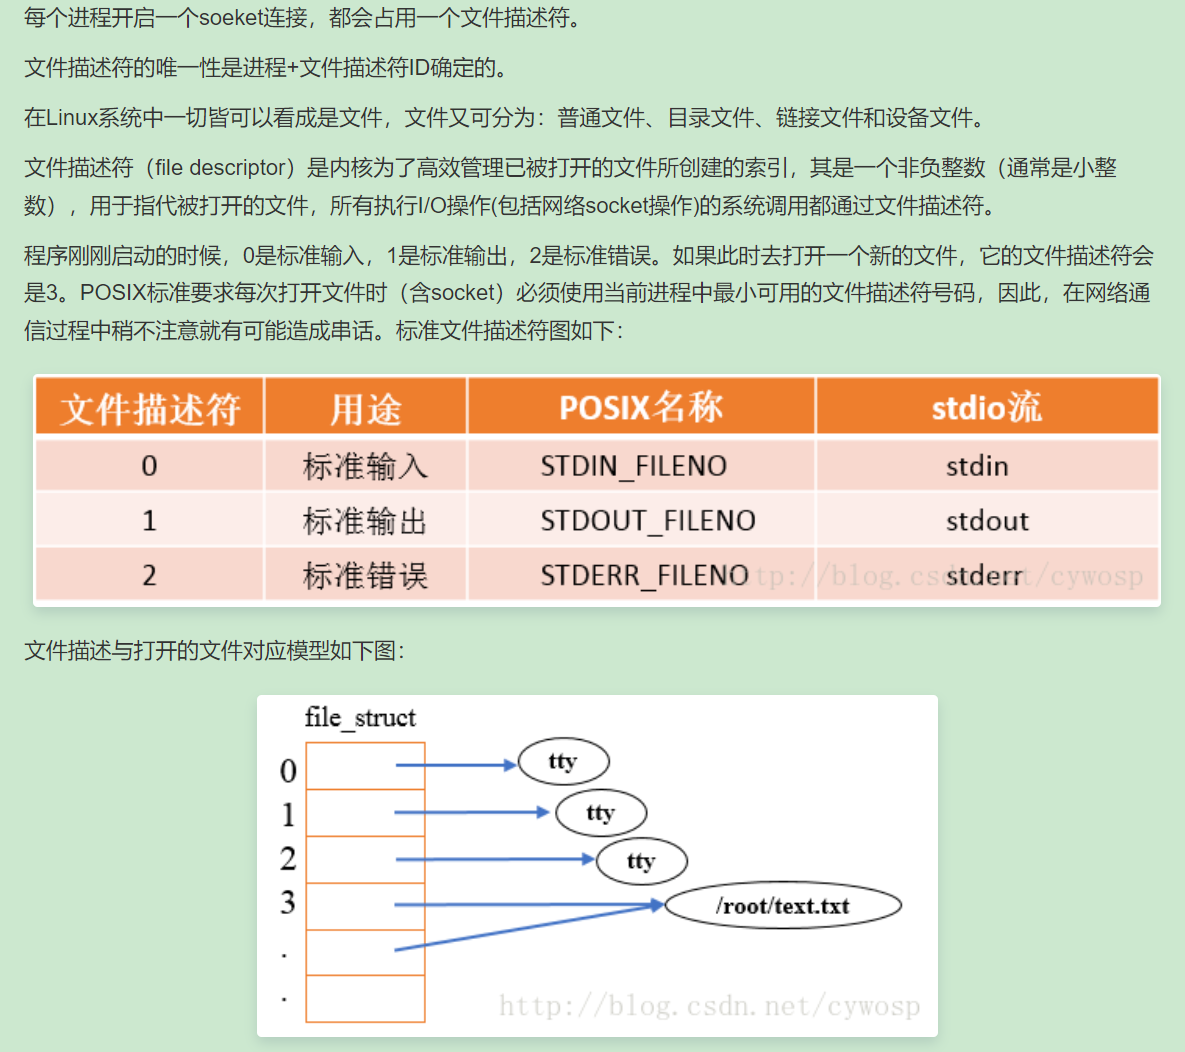 每个进程开启一个soeket连接，都会占用一个文件描述符。
文件描述符的唯一性是进程+文件描述符ID确定的。
在Linux系统中一切皆可以看成是文件，文件又可分为：普通文件、目录文件、链接文件和设备文件。
文件描述符（file descriptor）是内核为了高效管理已被打开的文件所创建的索引，其是一个非负整数（通常是小整
数），用于指代被打开的文件，所有执行I/O操作(包括网络socket操作)的系统调用都通过文件描述符。
程序刚刚启动的时候，0是标准输入，1是标准输出，2是标准错误。如果此时去打开一个新的文件，它的文件描述符会
是3。POSIX标准要求每次打开文件时（含socket）必须使用当前进程中最小可用的文件描述符号码，因此，在网络通
信过程中稍不注意就有可能造成串话。标准文件描述符图如下：
文件描述符 用途 POSIX名称 stdio流
0 标准输入 STDIN_FILENO stdin
1 标准输出 STDOUT_FILENO stdout
2 标准错误 STDERR_FILENO stderr
http://blog.csdn.net/cywosp
文件描述与打开的文件对应模型如下图：
file_struct
0 tty
1 tty
2 tty
3 /root/text.txt
.
.
http://blog.csdn.net/cywosp